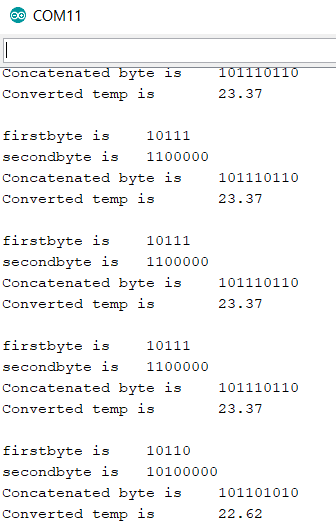 COM11
Concatenated byte is 101110110
Converted temp is 23.37
firstbyte is 10111
secondbyte is 1100000
Concatenated byte is 101110110
Converted temp is 23.37
firstbyte is 10111
secondbyte is 1100000
Concatenated byte is 101110110
Converted temp is 23.37
firstbyte is 10111
secondbyte is 1100000
Concatenated byte is 101110110
Converted temp is 23.37
firstbyte is 10110
secondbyte is 10100000
Concatenated byte is 101101010
Converted temp is 22.62